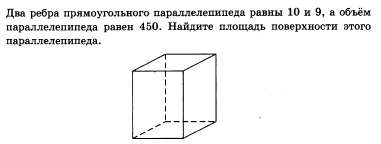 Два ребра прямоугольного параллелепипеда равны 10 и 9, а объём
параллелепипеда равен 450. Найдите площадь поверхности этого
параллелепипеда.